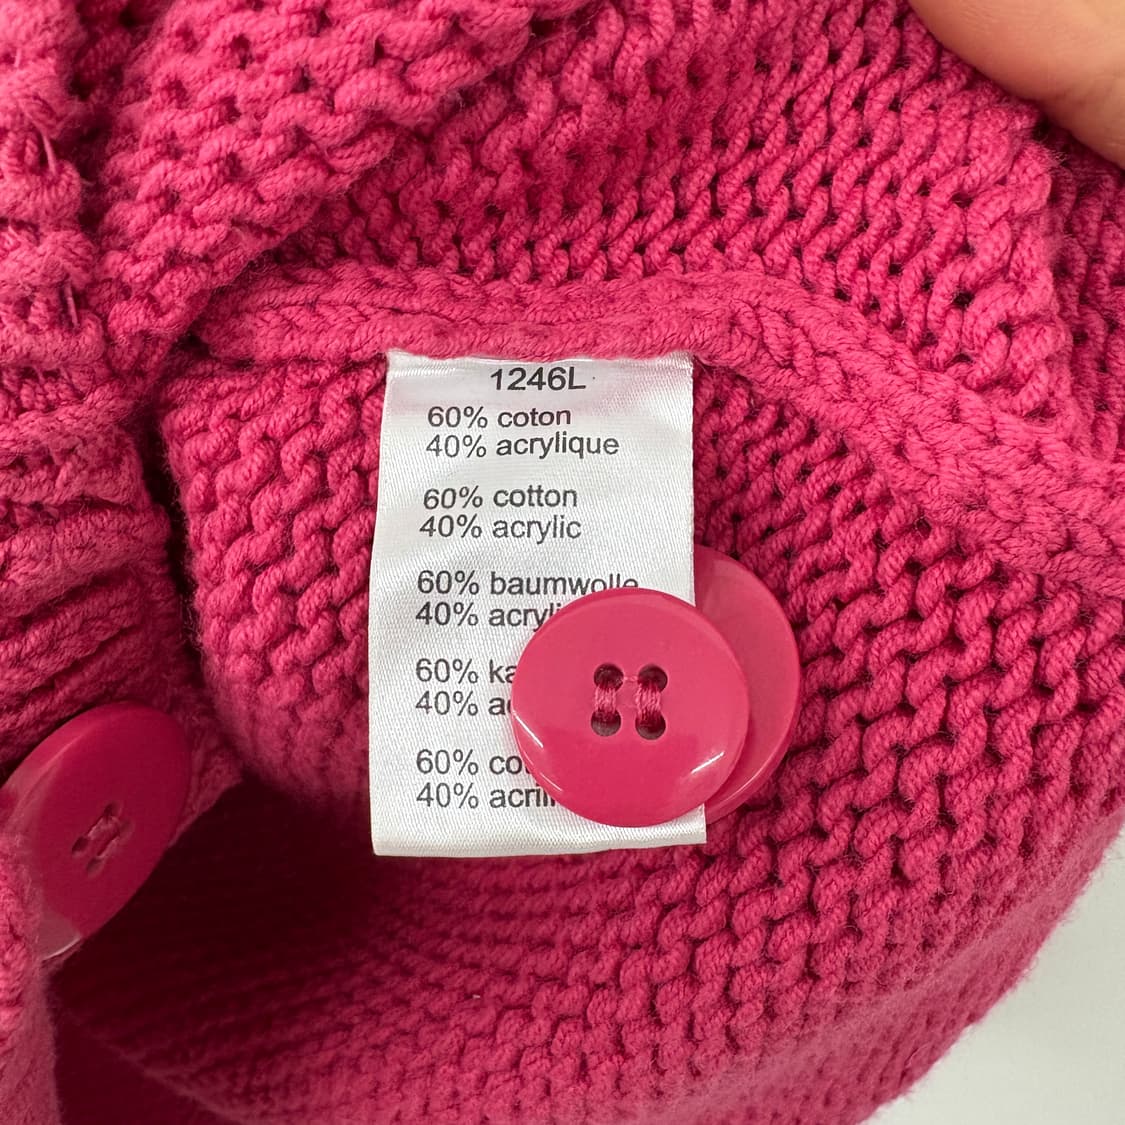 1246L
60% coton
40% acrylique
60% cotton
40% acrylic
60% baumwolle
40%
60%
40%
60%
40%